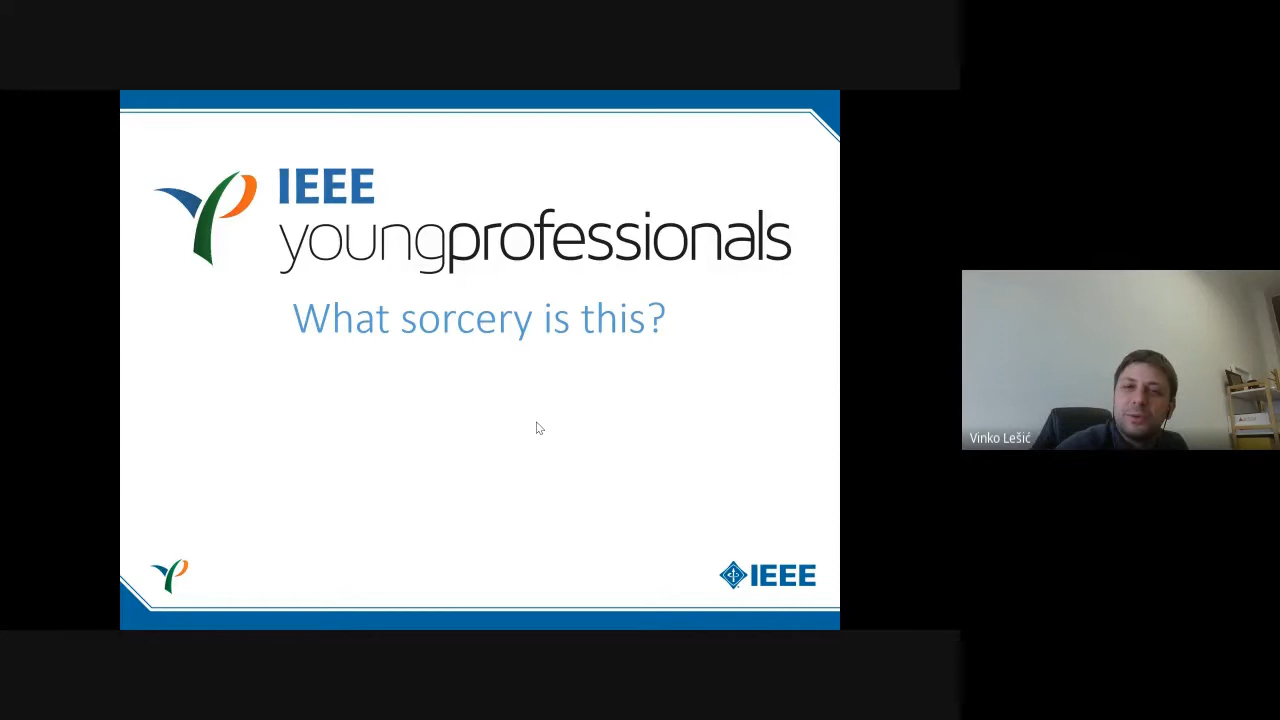 IEEE
youngprofessionals
What sorcery is this?
IEEE
Vinko Lešić